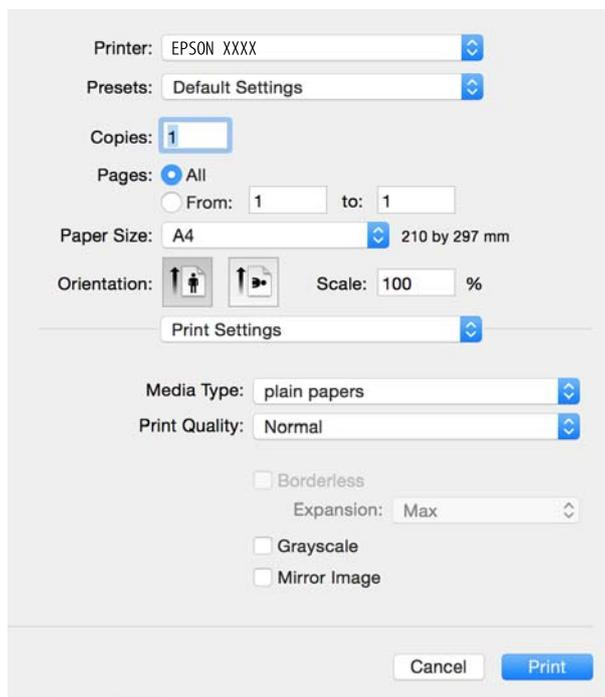 Printer: EPSON XXXX
Presets: Default Settings
Copies: 1
Pages: All
From: 1 to: 1
Paper Size: A4 210 by 297 mm
Orientation: Scale: 100 %
Print Settings
Media Type: plain papers
Print Quality: Normal
Borderless
Expansion: Max
Grayscale
Mirror Image
Cancel Print